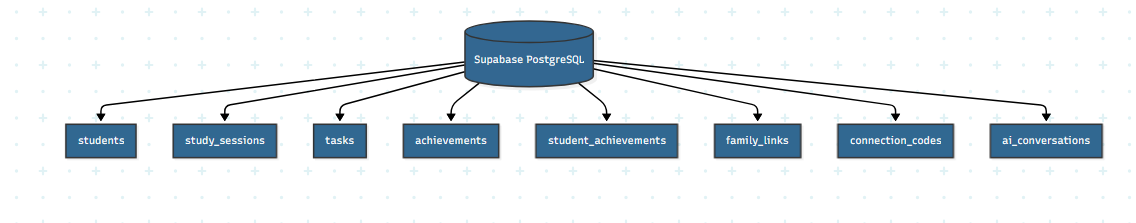 Supabase PostgreSQL
students
study_sessions
tasks
achievements
student_achievements
family_links
connection_codes
ai_conversations